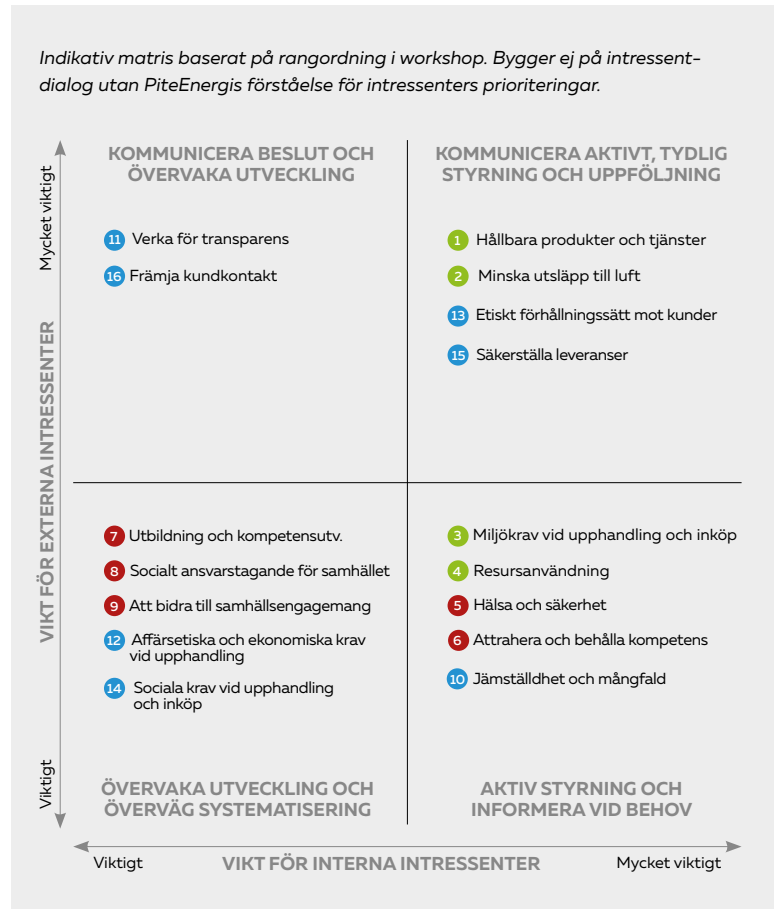 Indikativ matris baserat på rangordning i workshop. Bygger ej på intressent-
dialog utan PiteEnergis förståelse för intressenters prioriteringar.
KOMMUNICERA BESLUT OCH
ÖVERVAKA UTVECKLING
KOMMUNICERA AKTIVT, TYDLIG
STYRNING OCH UPPFÖLJNING
Mycket viktigt
11 Verka för transparens
16 Främja kundkontakt
1 Hållbara produkter och tjänster
2 Minska utsläpp till luft
13 Etiskt förhållningssätt mot kunder
15 Säkerställa leveranser
VIKT FÖR EXTERNA INTRESSENTER
7 Utbildning och kompetensutv.
8 Socialt ansvarstagande för samhället
9 Att bidra till samhällsengagemang
12 Affärsetiska och ekonomiska krav
vid upphandling
14 Sociala krav vid upphandling
och inköp
3 Miljökrav vid upphandling och inköp
4 Resursanvändning
5 Hälsa och säkerhet
6 Attrahera och behålla kompetens
10 Jämställdhet och mångfald
Viktigt
ÖVERVAKA UTVECKLING OCH
ÖVERVÄG SYSTEMATISERING
AKTIV STYRNING OCH
INFORMERA VID BEHOV
Viktigt
VIKT FÖR INTERNA INTRESSENTER
Mycket viktigt